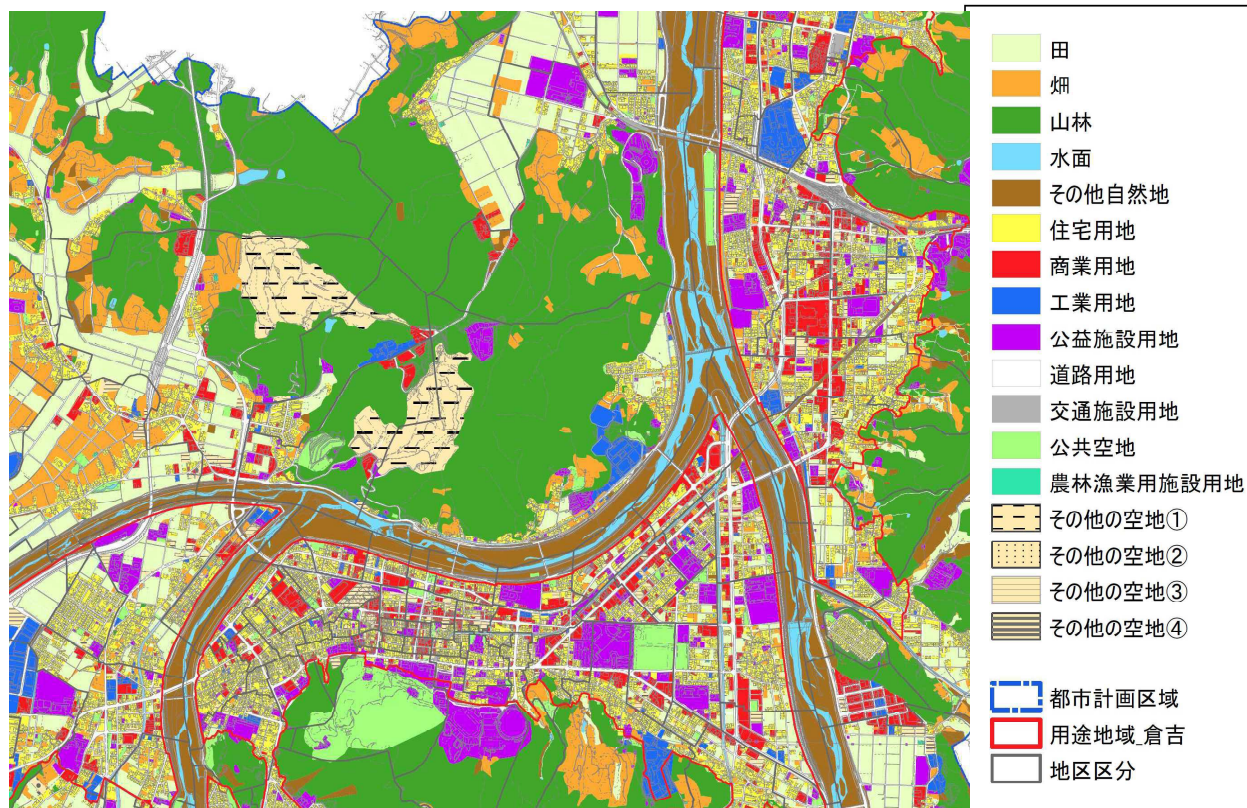 田
畑
山林
水面
その他自然地
住宅用地
商業用地
工業用地
公益施設用地
道路用地
交通施設用地
公共空地
農林漁業用施設用地
その他の空地①
その他の空地②
その他の空地③
その他の空地④
都市計画区域
用途地域_倉吉
地区区分